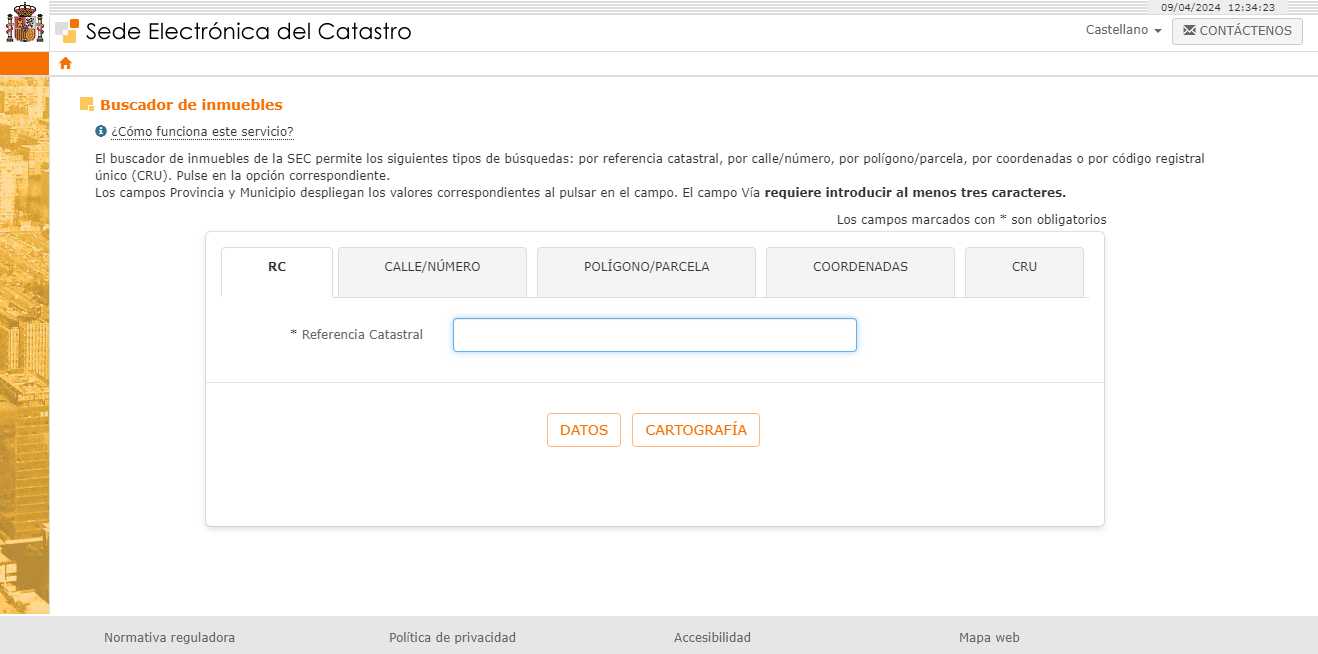 09/04/2024 12:34:23
Sede Electrónica del Catastro
Castellano
CONTÁCTENOS
Buscador de inmuebles
¿Cómo funciona este servicio?
El buscador de inmuebles de la SEC permite los siguientes tipos de búsquedas: por referencia catastral, por calle/número, por polígono/parcela, por coordenadas o por código registral
único (CRU). Pulse en la opción correspondiente.
Los campos Provincia y Municipio despliegan los valores correspondientes al pulsar en el campo. El campo Vía requiere introducir al menos tres caracteres.
Los campos marcados con * son obligatorios
RC CALLE/NÚMERO POLÍGONO/PARCELA COORDENADAS CRU
* Referencia Catastral
DATOS CARTOGRAFÍA
Normativa reguladora Política de privacidad Accesibilidad Mapa web